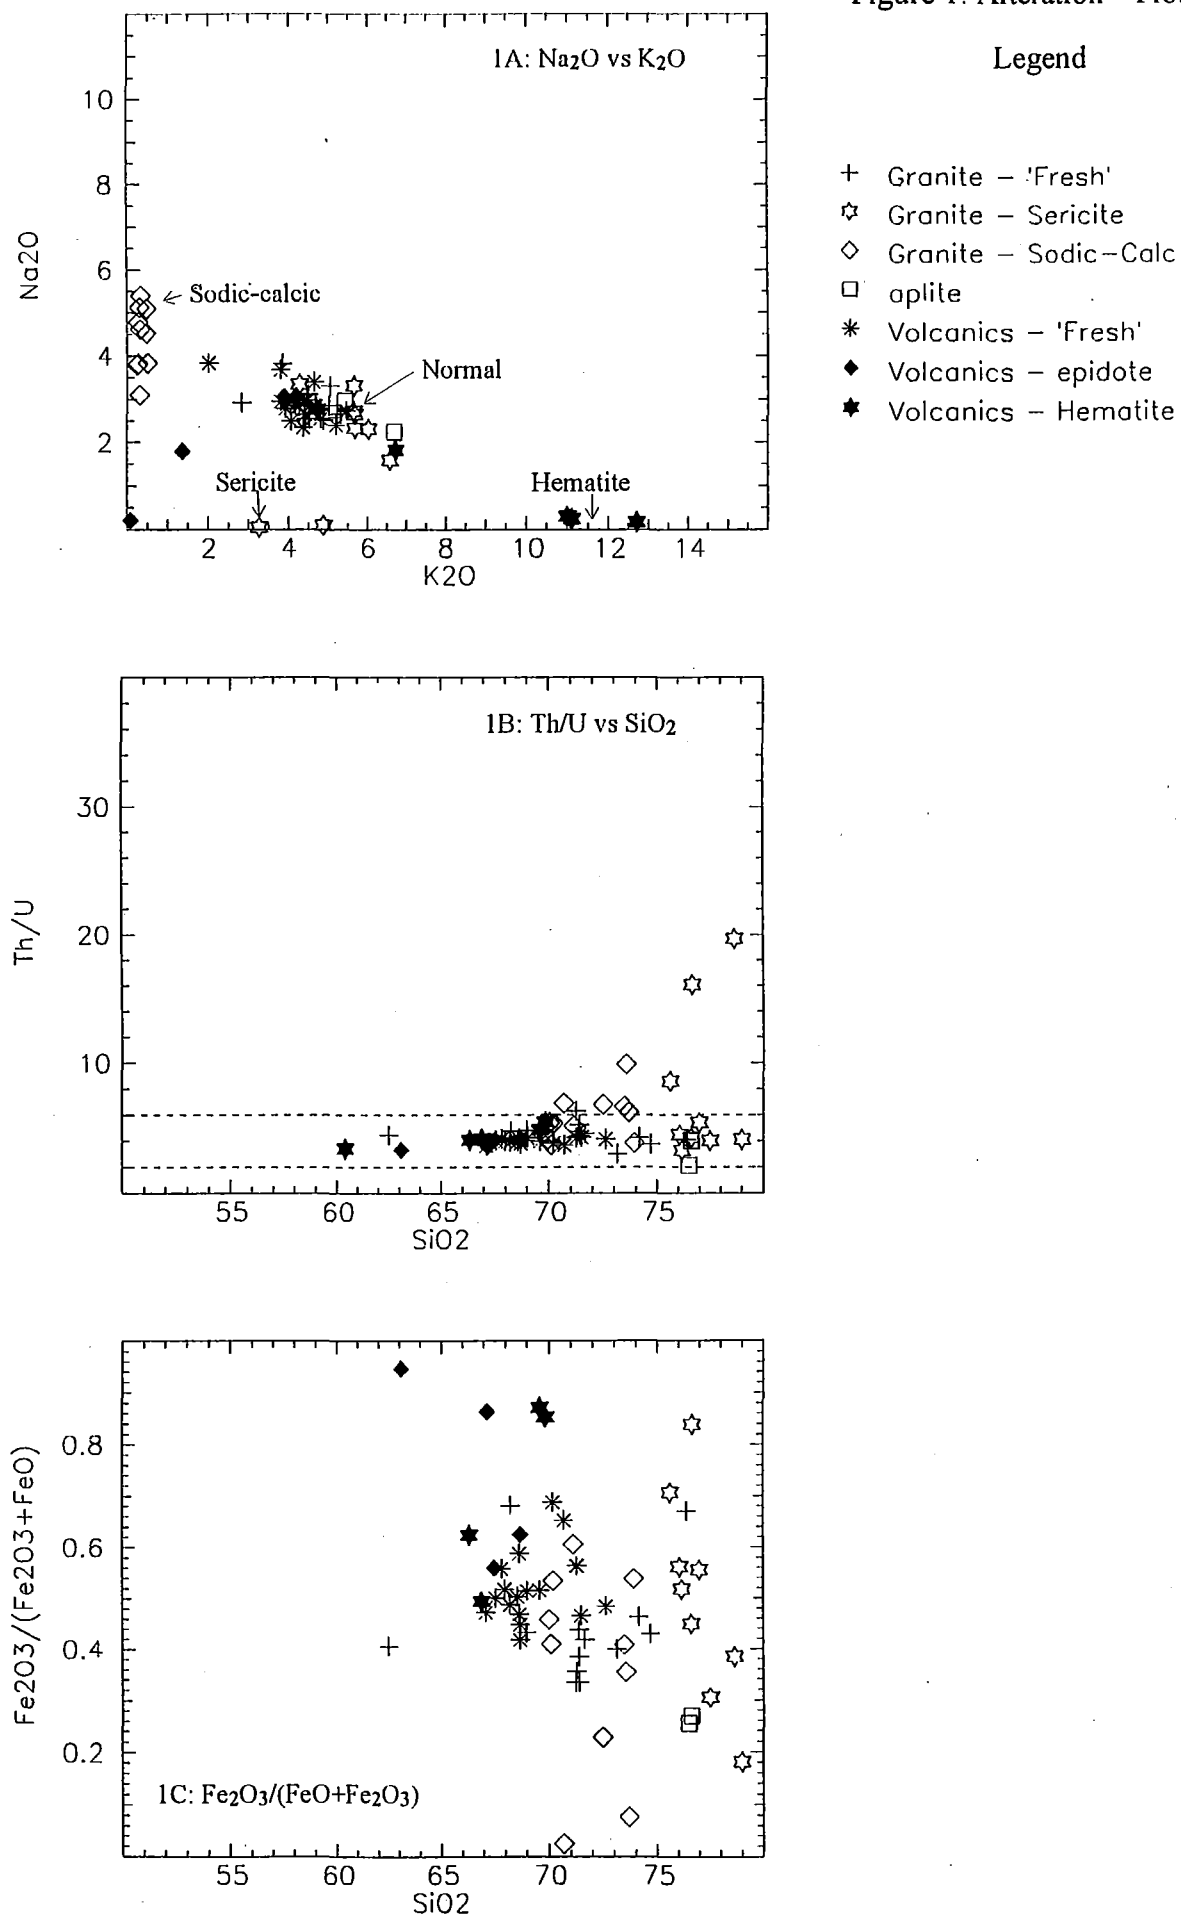 Figure 1: Alteration
Legend
Granite – 'Fresh'
Granite – Sericite
Granite – Sodic–Calc
aplite
Volcanics – 'Fresh'
Volcanics – epidote
Volcanics – Hematite
1A: Na₂O vs K₂O
10
8
6
4
2
Na2O
Sodic-calcic
Normal
Sericite
Hematite
2 4 6 8 10 12 14
K2O
1B: Th/U vs SiO₂
30
20
10
Th/U
55 60 65 70 75
SiO2
0.8
0.6
0.4
0.2
Fe2O3/(Fe2O3+FeO)
1C: Fe₂O₃/(FeO+Fe₂O₃)
55 60 65 70 75
SiO2